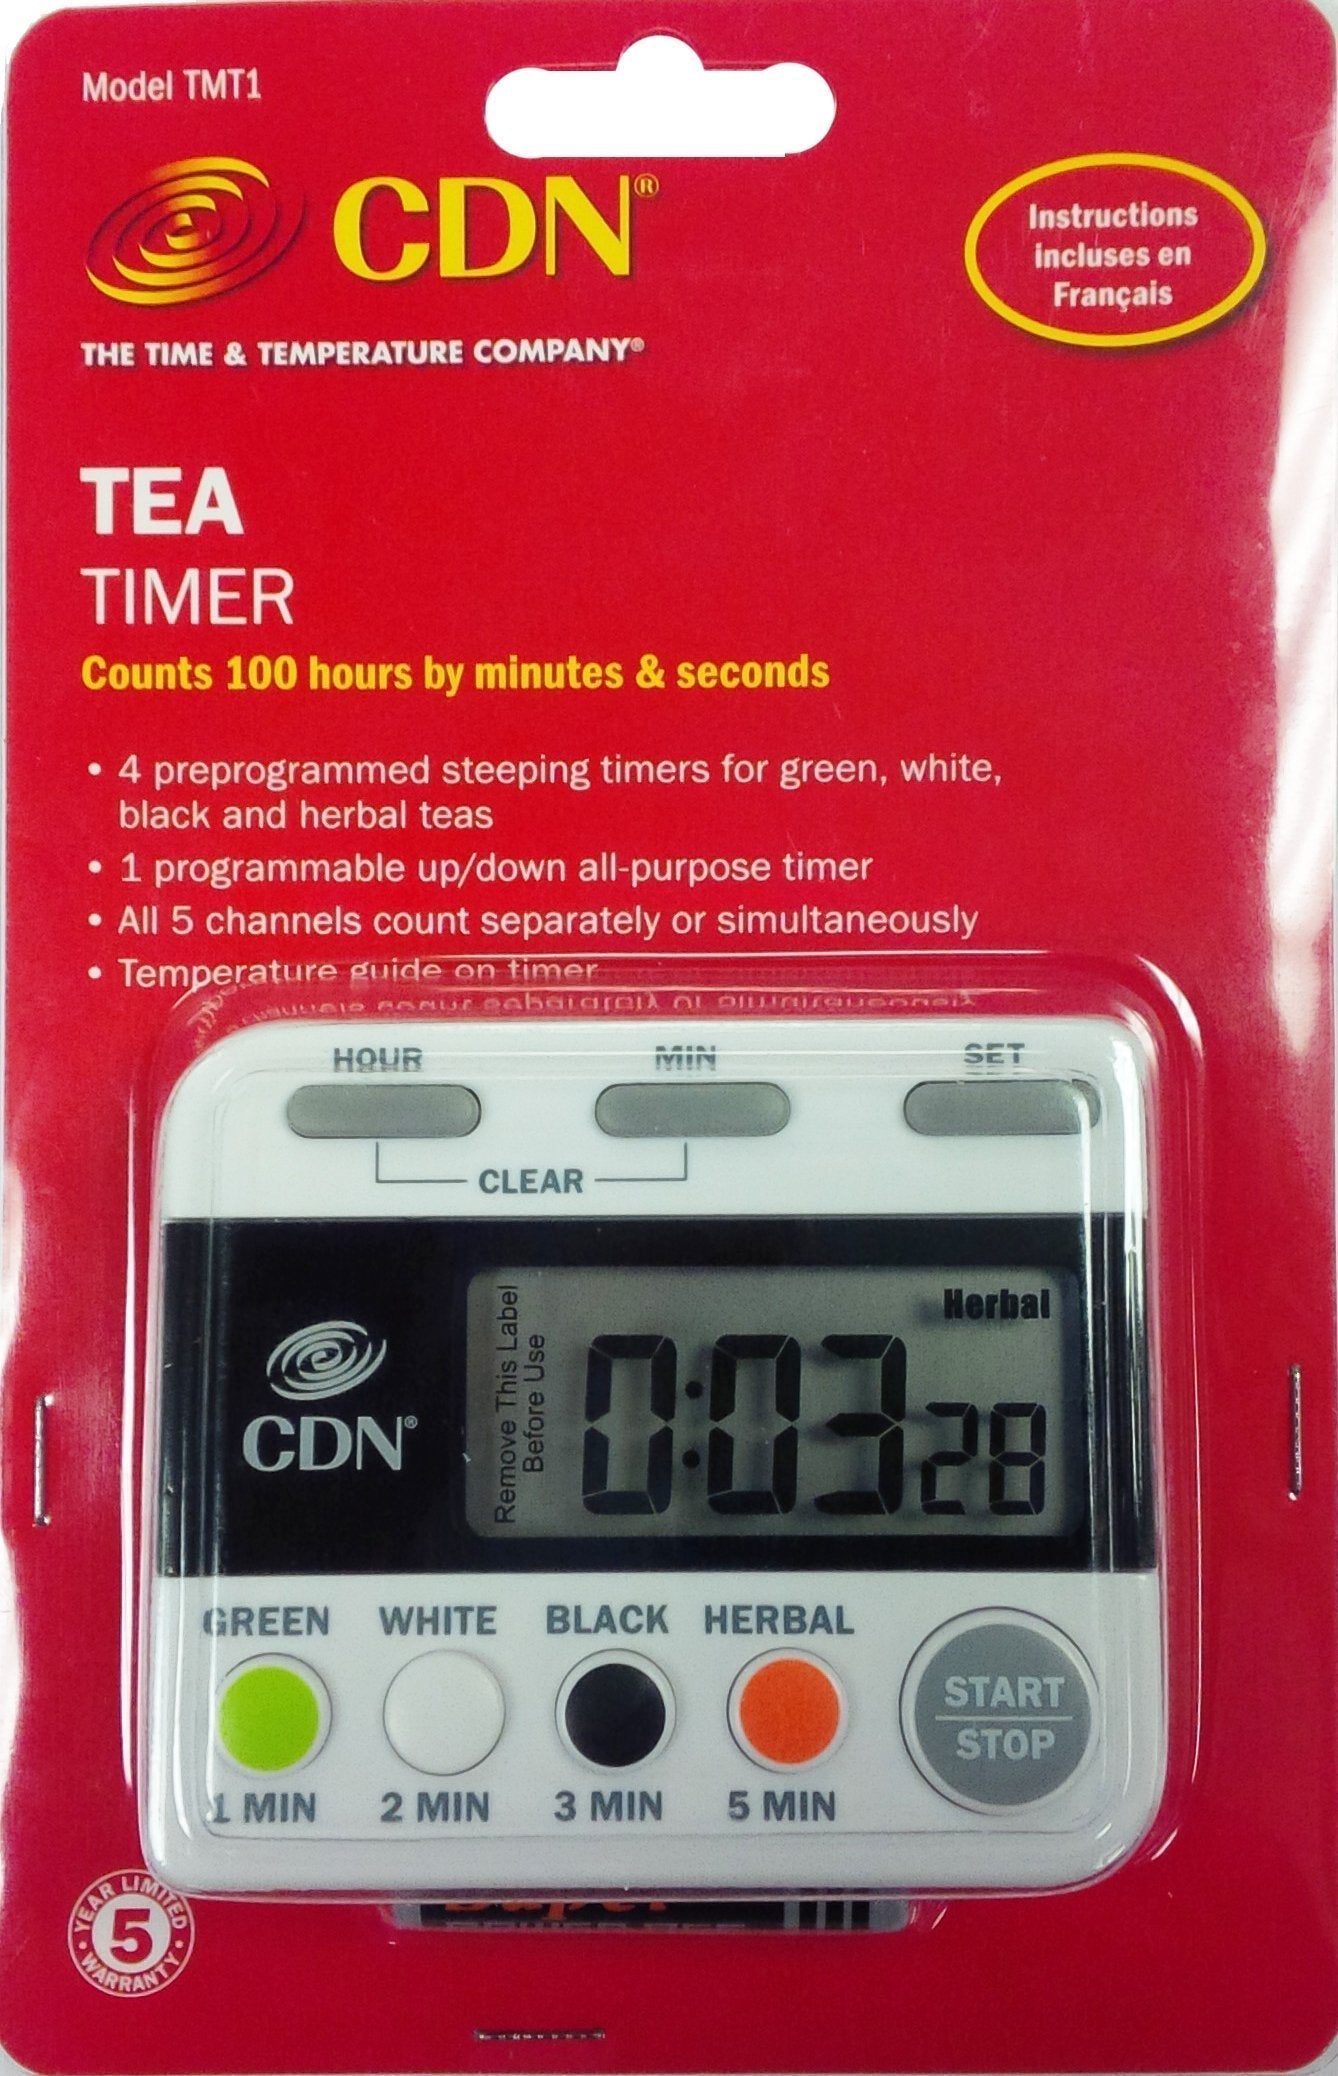 Model TMT1
CDN®
THE TIME & TEMPERATURE COMPANY®
Instructions
incluses en
Français
TEA
TIMER
Counts 100 hours by minutes & seconds
• 4 preprogrammed steeping timers for green, white,
black and herbal teas
• 1 programmable up/down all-purpose timer
• All 5 channels count separately or simultaneously
• Temperature guide on timer
HOUR MIN SET
CLEAR
CDN®
Remove This Label
Before Use
Herbal
0:03 28
GREEN WHITE BLACK HERBAL
START
STOP
1 MIN 2 MIN 3 MIN 5 MIN
5 YEAR LIMITED
WARRANTY
Super